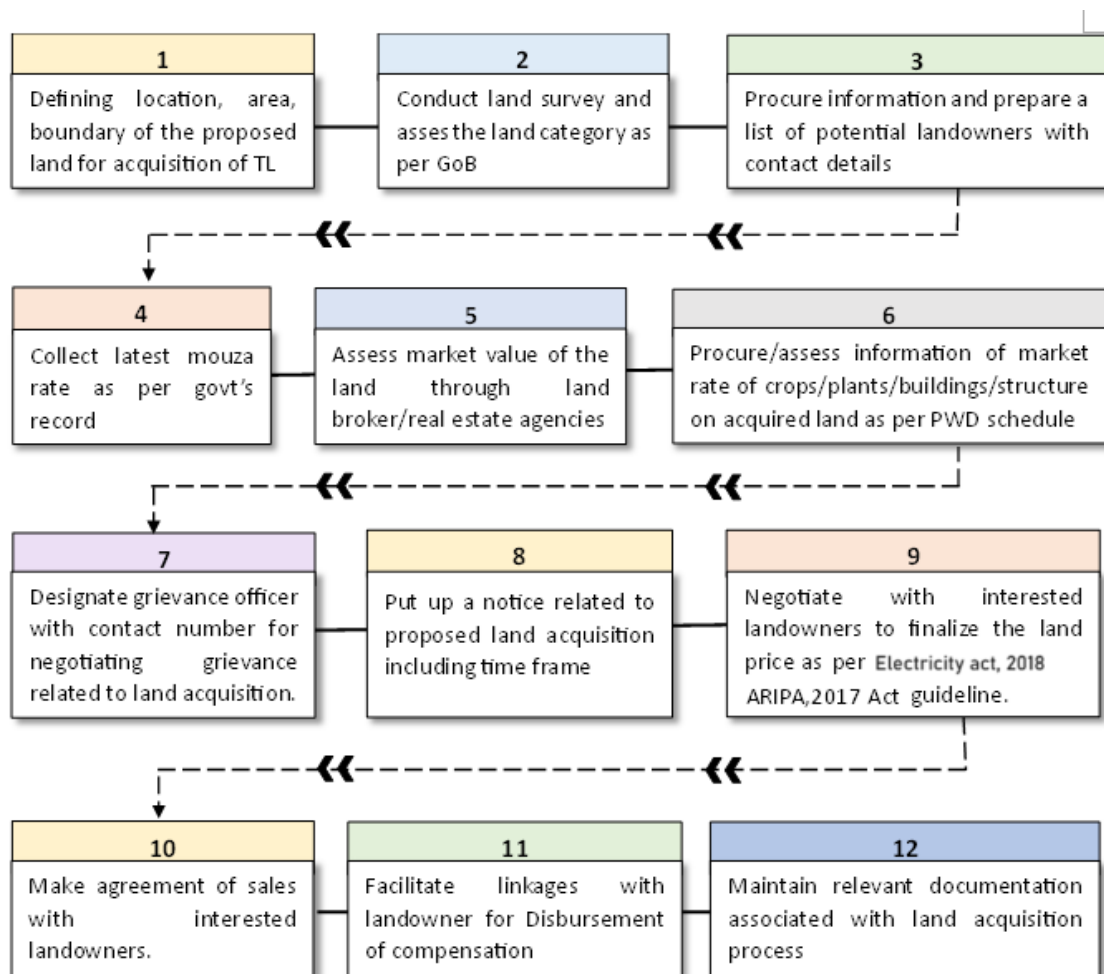 1
Defining location, area,
boundary of the proposed
land for acquisition of TL
2
Conduct land survey and
asses the land category as
per GoB
3
Procure information and prepare a
list of potential landowners with
contact details
4
Collect latest mouza
rate as per govt's
record
5
Assess market value of the
land through land
broker/real estate agencies
6
Procure/assess information of market
rate of crops/plants/buildings/structure
on acquired land as per PWD schedule
7
Designate grievance officer
with contact number for
negotiating grievance
related to land acquisition.
8
Put up a notice related to
proposed land acquisition
including time frame
9
Negotiate with interested
landowners to finalize the land
price as per Electricity act, 2018
ARIPA,2017 Act guideline.
10
Make agreement of sales
with interested
landowners.
11
Facilitate linkages with
landowner for Disbursement
of compensation
12
Maintain relevant documentation
associated with land acquisition
process